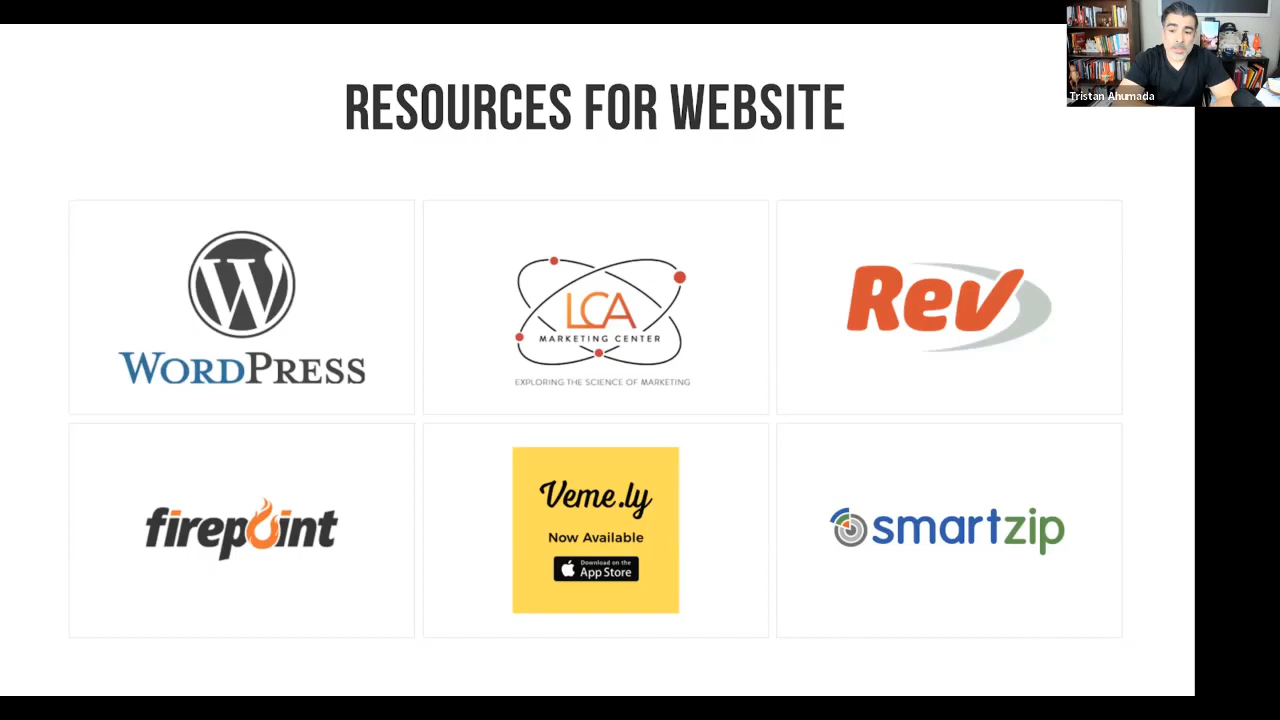 Tristan Ahumada
RESOURCES FOR WEBSITE
W
WORDPRESS
LCA
MARKETING CENTER
EXPLORING THE SCIENCE OF MARKETING
Rev
firepoint
Veme.ly
Now Available
Download on the
App Store
smartzip